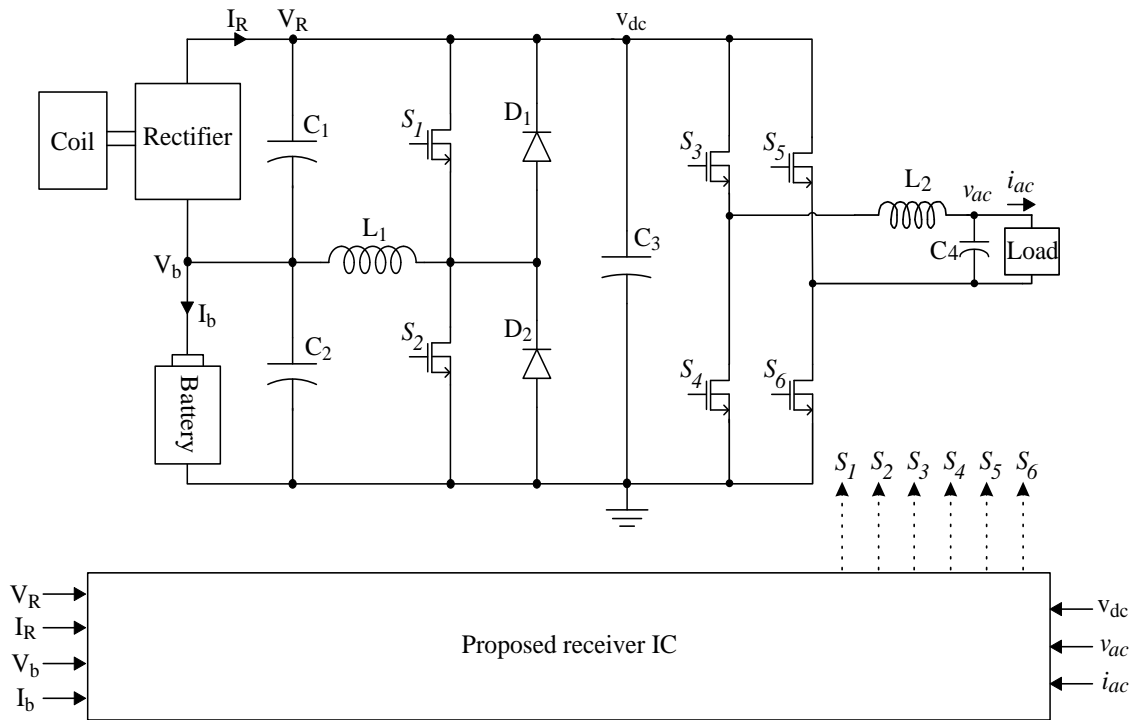 I_R
V_R
v_dc
Coil
Rectifier
C_1
S_1
D_1
S_3
S_5
L_2
v_ac
i_ac
L_1
C_3
C_4
Load
V_b
I_b
C_2
S_2
D_2
Battery
S_4
S_6
S_1 S_2 S_3 S_4 S_5 S_6
V_R
I_R
V_b
I_b
Proposed receiver IC
v_dc
v_ac
i_ac